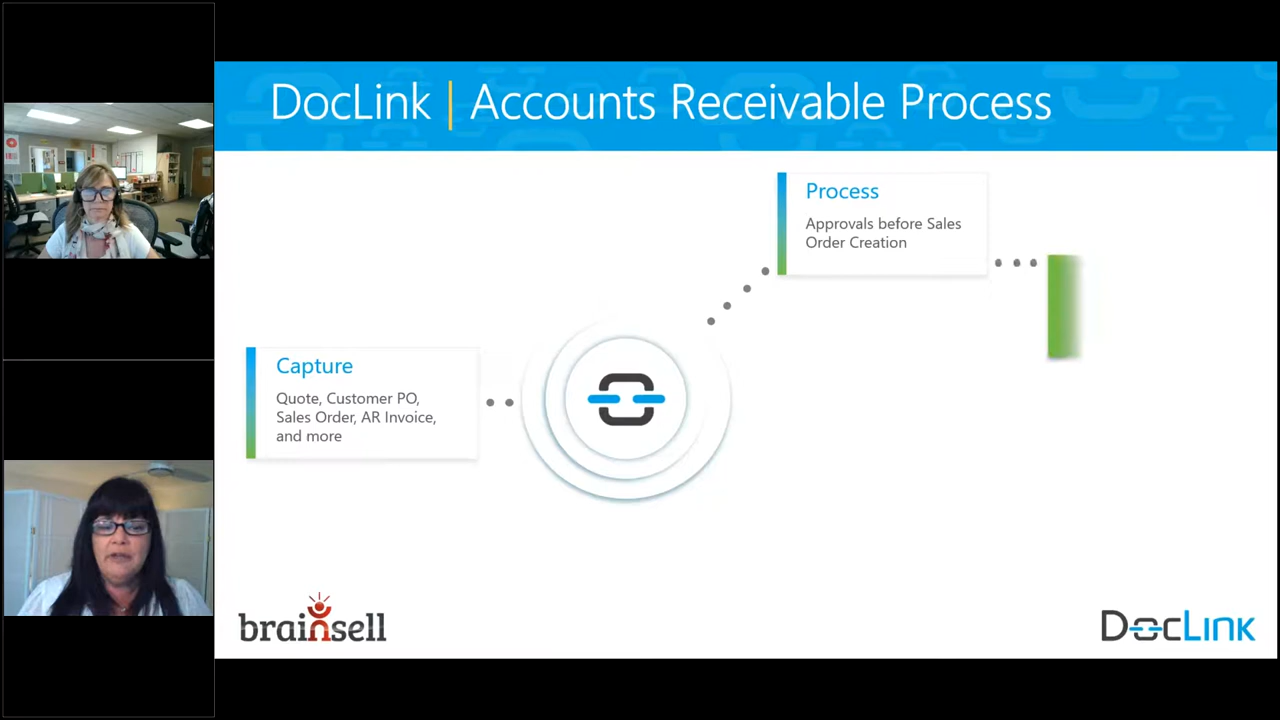 DocLink | Accounts Receivable Process
Process
Approvals before Sales
Order Creation
Capture
Quote, Customer PO,
Sales Order, AR Invoice,
and more
brainsell
DocLink